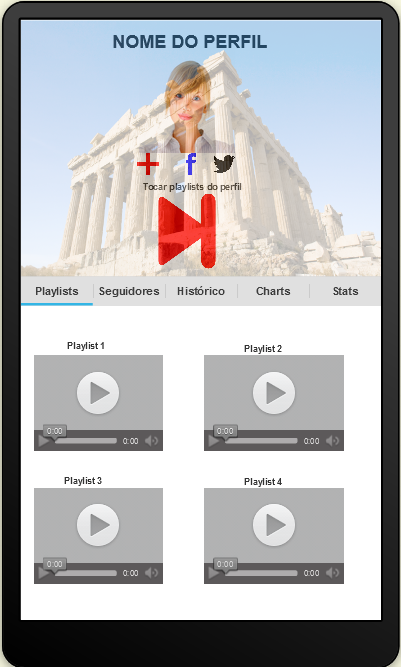 NOME DO PERFIL
f
Tocar playlists do perfil
Playlists Seguidores Histórico Charts Stats
Playlist 1 Playlist 2
0:00 0:00
0:00 0:00
Playlist 3 Playlist 4
0:00 0:00
0:00 0:00